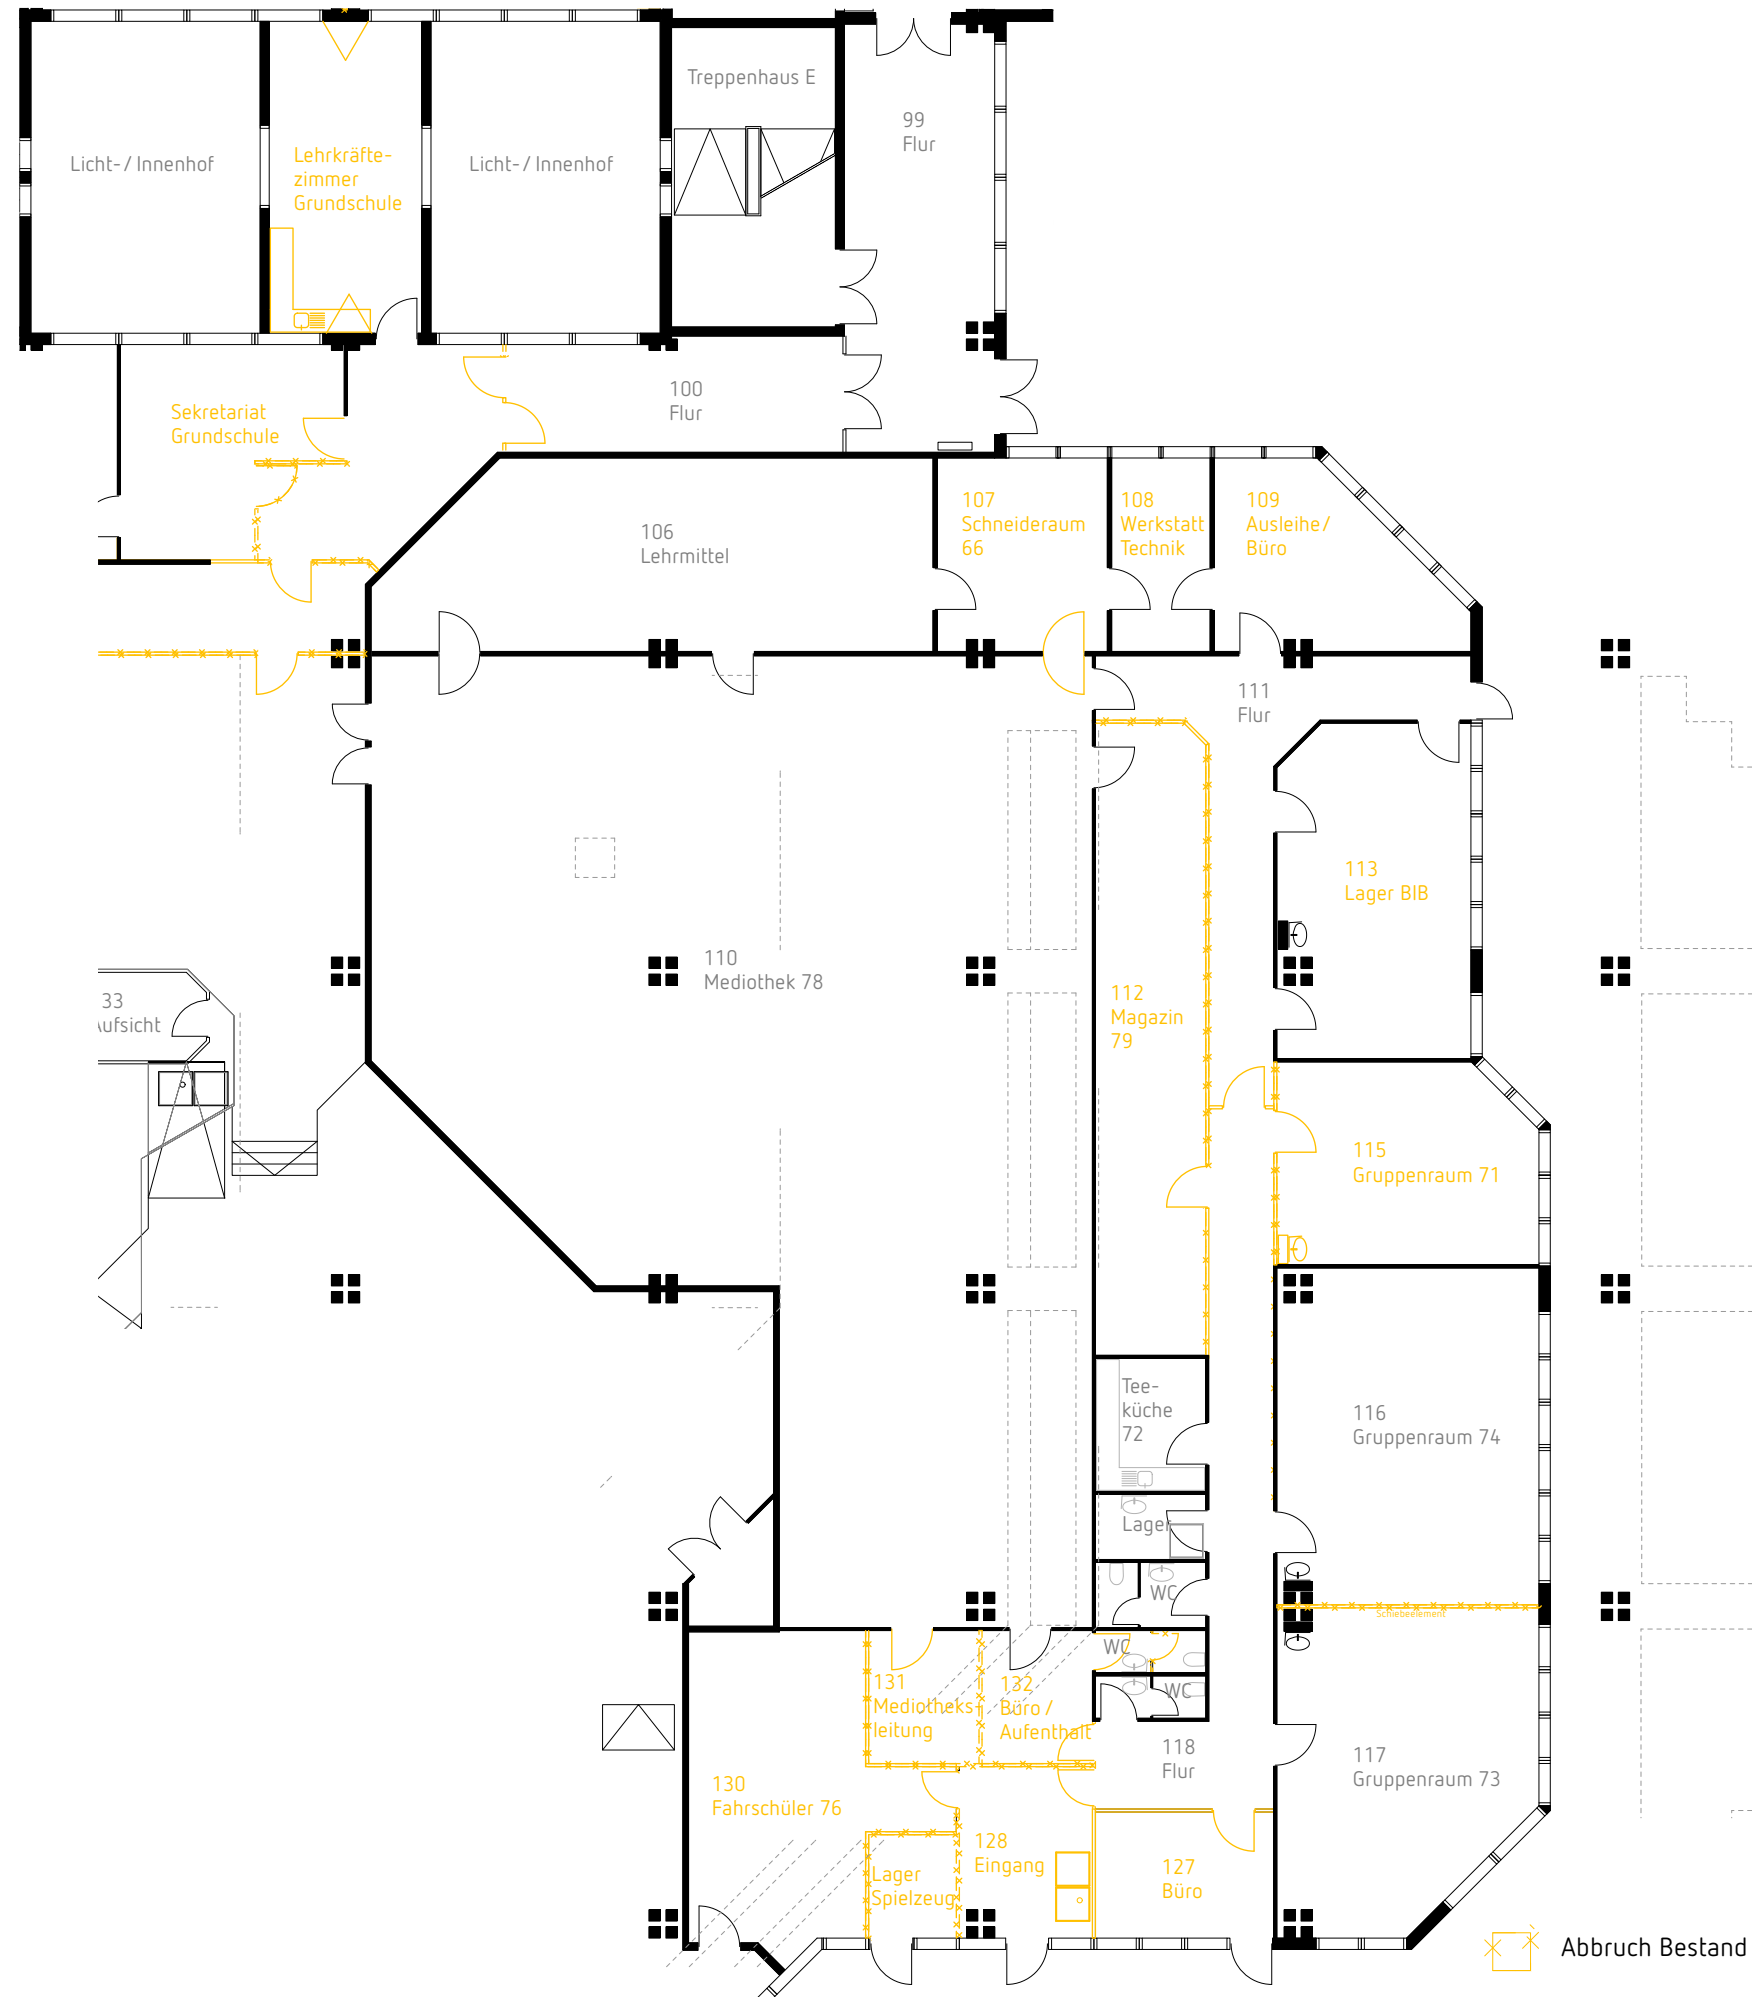 Treppenhaus E
99
Flur
Licht- / Innenhof
Lehrkräfte-
zimmer
Grundschule
Licht- / Innenhof
100
Flur
Sekretariat
Grundschule
106
Lehrmittel
107
Schneideraum
66
108
Werkstatt
Technik
109
Ausleihe/
Büro
111
Flur
113
Lager BIB
110
Mediothek 78
112
Magazin
79
33
Aufsicht
115
Gruppenraum 71
Tee-
küche
72
116
Gruppenraum 74
Lager
WC
Schiebeelement
WC
WC
131
Mediotheks-
leitung
132
Büro /
Aufenthalt
118
Flur
117
Gruppenraum 73
130
Fahrschüler 76
128
Eingang
Lager
Spielzeug
127
Büro
Abbruch Bestand